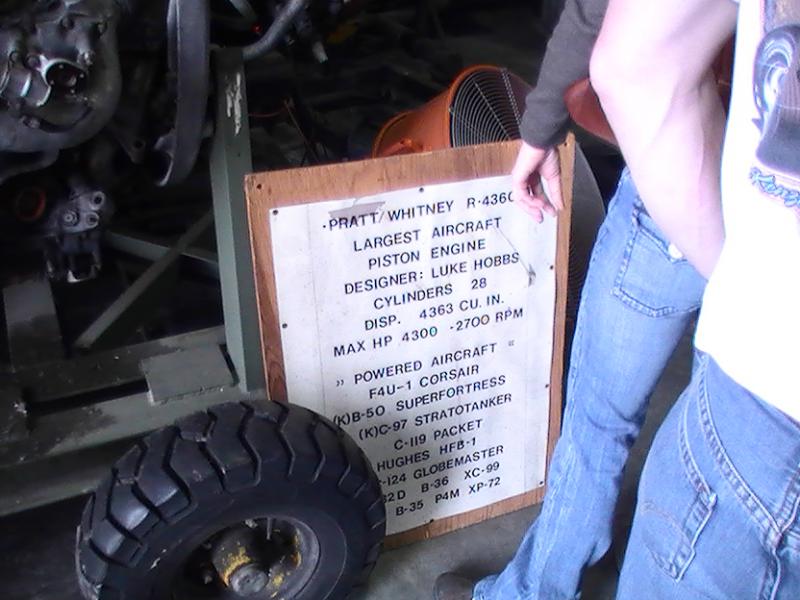 PRATT/WHITNEY R-4360
LARGEST AIRCRAFT
PISTON ENGINE
DESIGNER: LUKE HOBBS
CYLINDERS 28
DISP. 4363 CU. IN.
MAX HP 4300 -2700 RPM
" POWERED AIRCRAFT "
F4U-1 CORSAIR
(K)B-50 SUPERFORTRESS
(K)C-97 STRATOTANKER
C-119 PACKET
HUGHES HFB-1
-124 GLOBEMASTER
32D B-36 XC-99
B-35 P4M XP-72